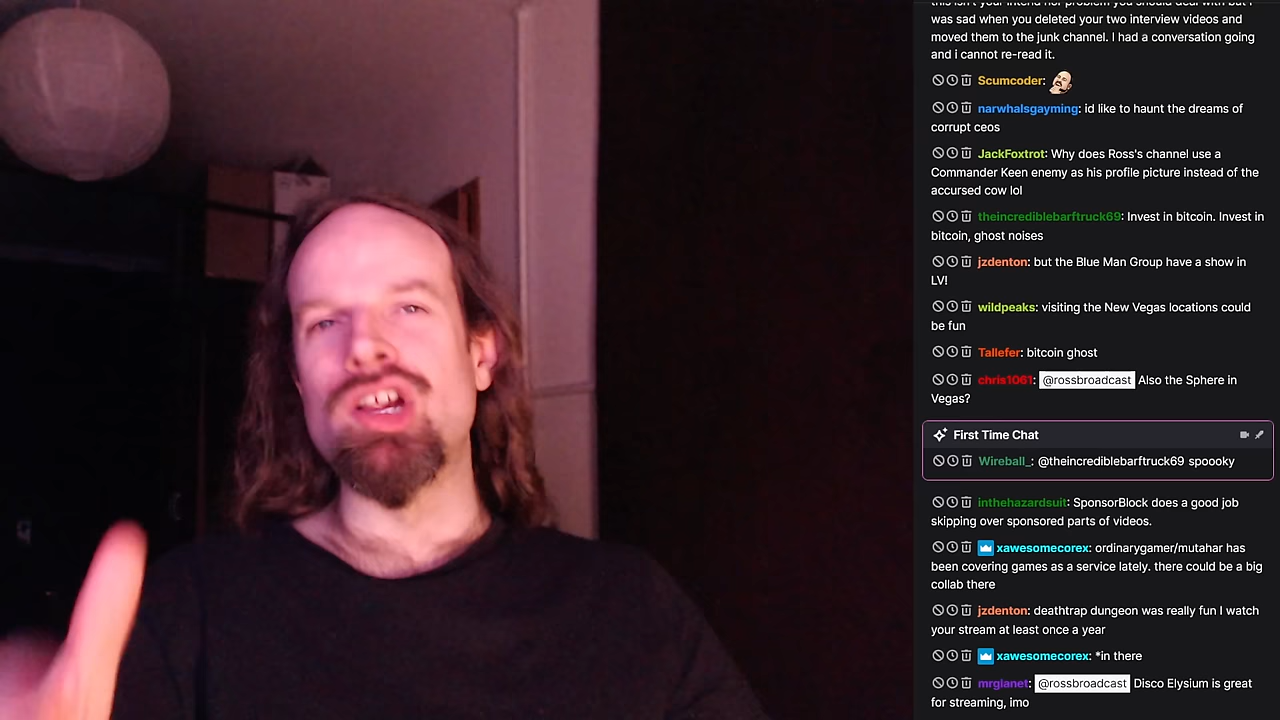 this isn't your intend nor problem you should deal with but i
was sad when you deleted your two interview videos and
moved them to the junk channel. I had a conversation going
and i cannot re-read it.
Scumcoder:
narwhalsgayming: id like to haunt the dreams of
corrupt ceos
JackFoxtrot: Why does Ross's channel use a
Commander Keen enemy as his profile picture instead of the
accursed cow lol
theincrediblebarftruck69: Invest in bitcoin. Invest in
bitcoin, ghost noises
jzdenton: but the Blue Man Group have a show in
LV!
wildpeaks: visiting the New Vegas locations could
be fun
Tallefer: bitcoin ghost
chris1061: @rossbroadcast Also the Sphere in
Vegas?
First Time Chat
Wireball_: @theincrediblebarftruck69 spoooky
inthehazardsuit: SponsorBlock does a good job
skipping over sponsored parts of videos.
xawesomecorex: ordinarygamer/mutahar has
been covering games as a service lately. there could be a big
collab there
jzdenton: deathtrap dungeon was really fun I watch
your stream at least once a year
xawesomecorex: *in there
mrglanet: @rossbroadcast Disco Elysium is great
for streaming, imo